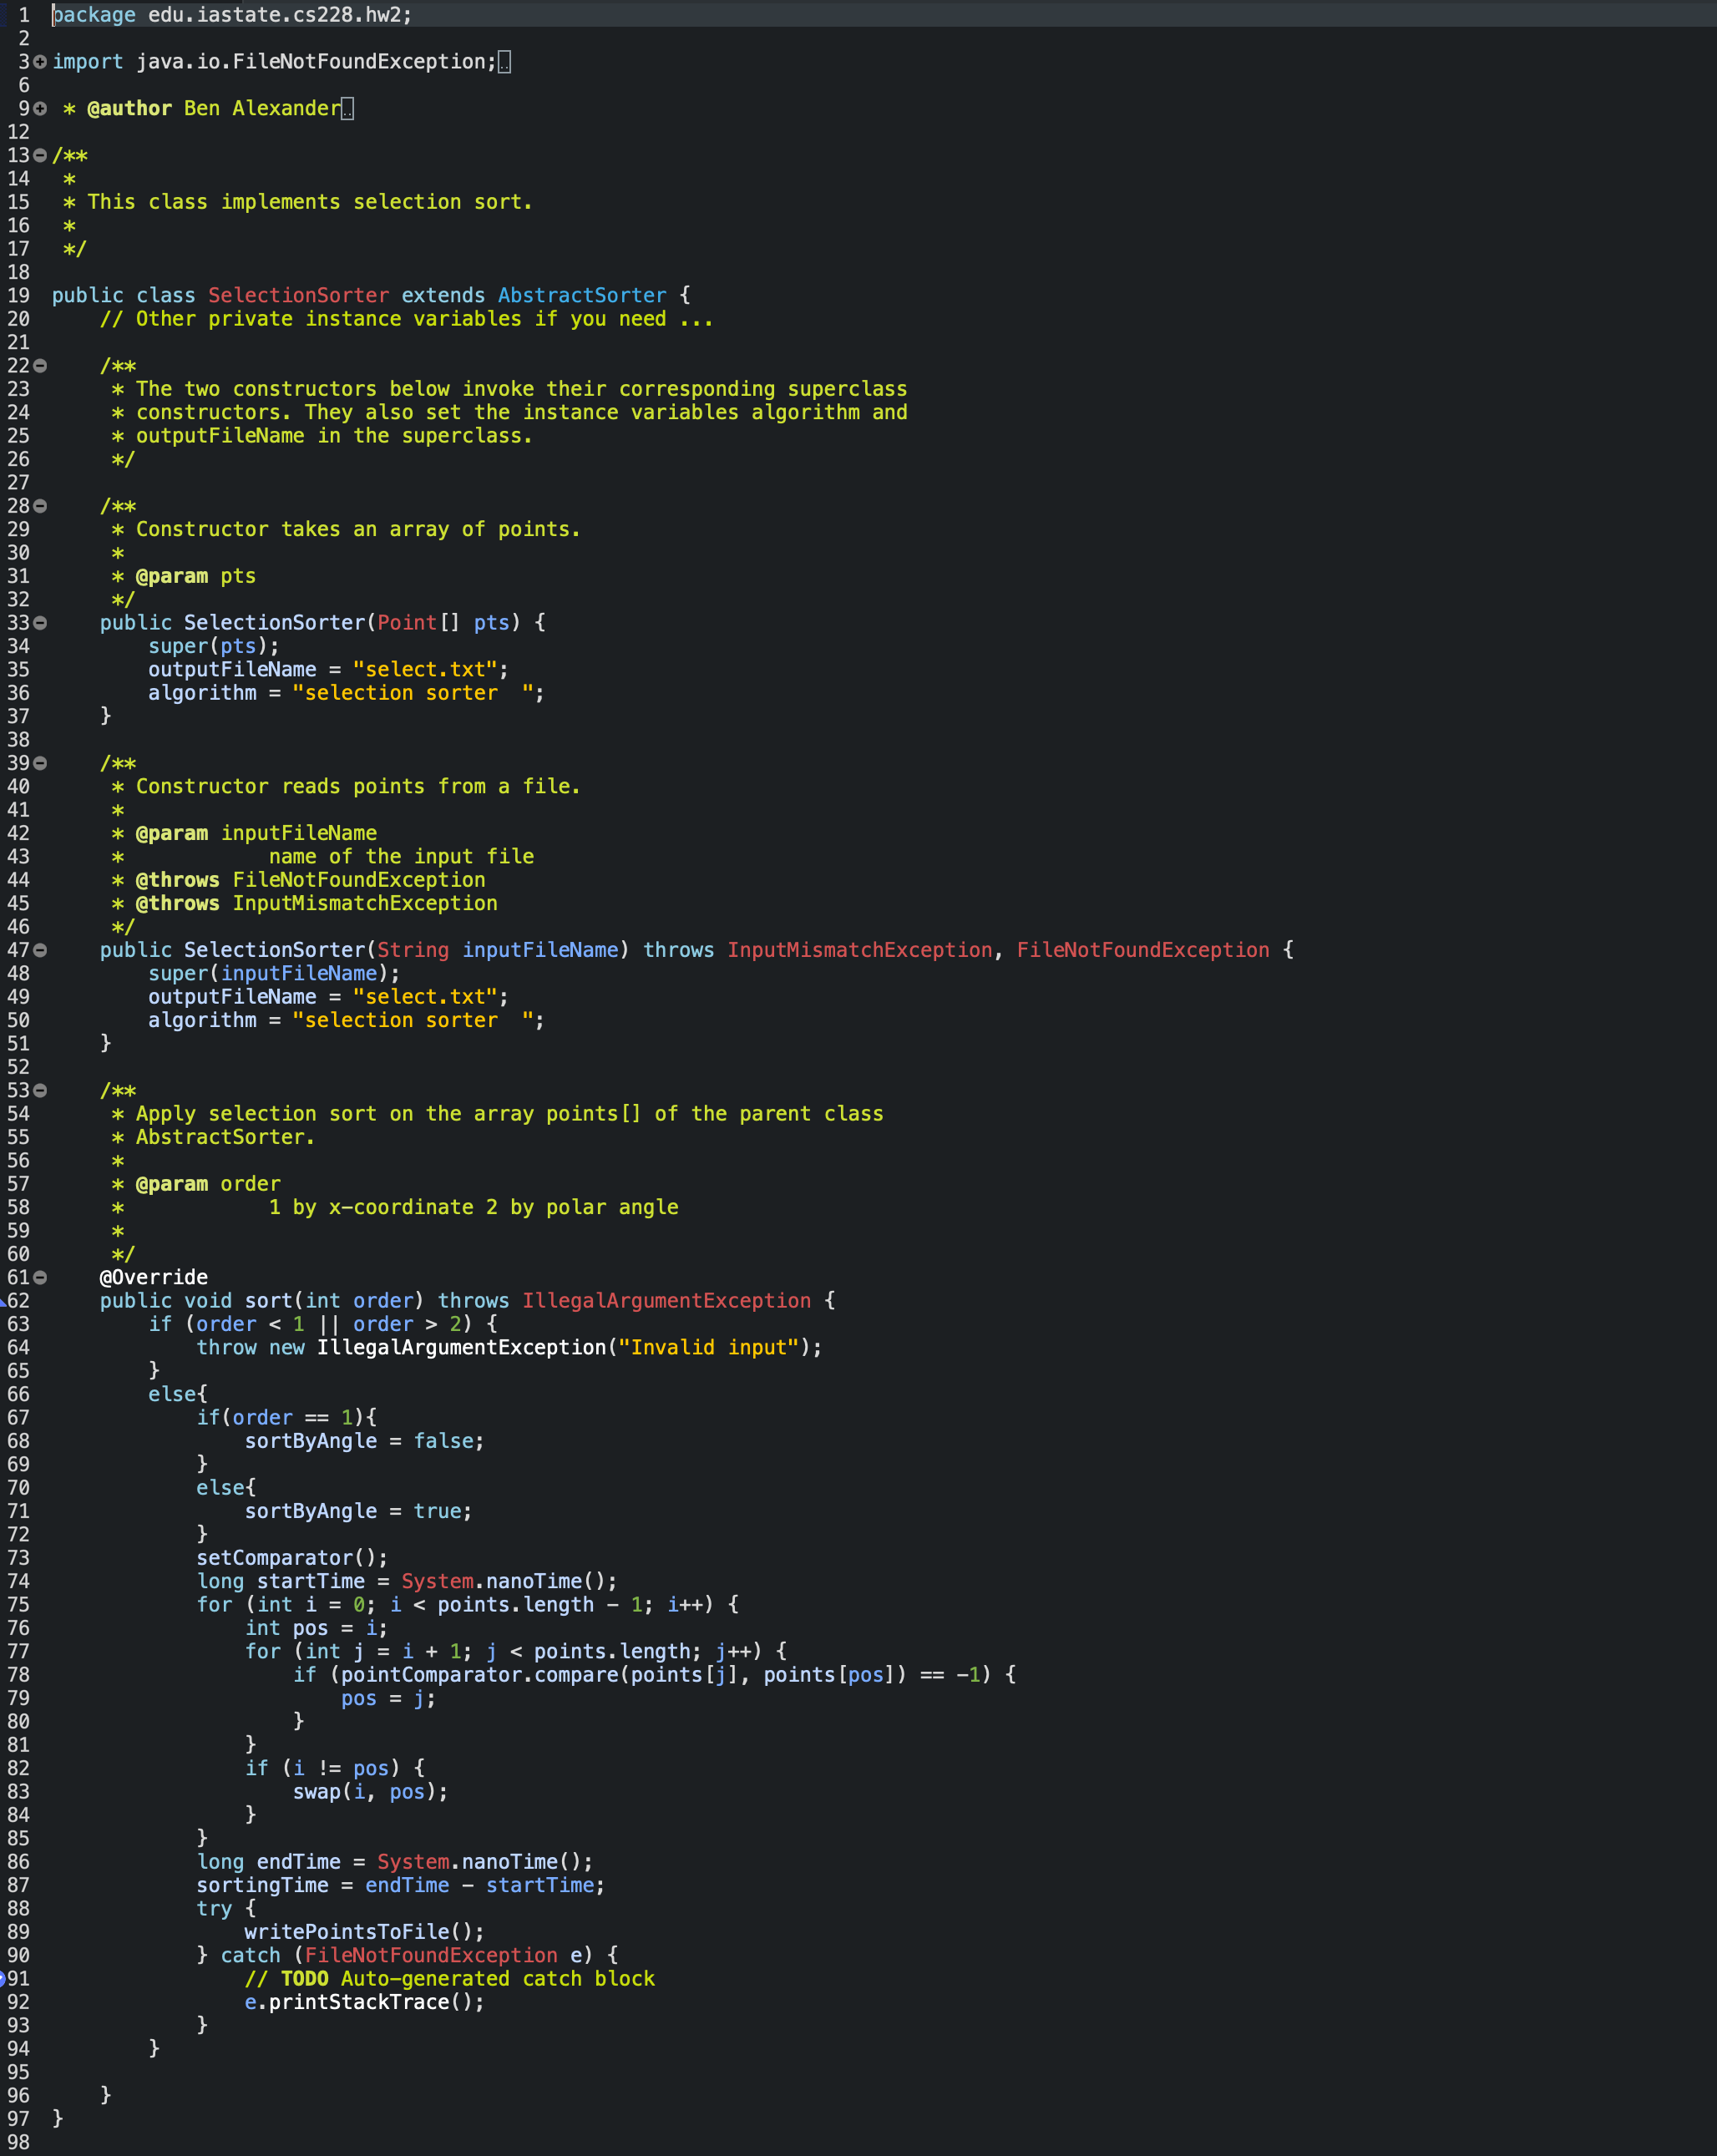 1 package edu.iastate.cs228.hw2;
2
3 import java.io.FileNotFoundException;
6
9 * @author Ben Alexander
12
13 /**
14 *
15 * This class implements selection sort.
16 *
17 */
18
19 public class SelectionSorter extends AbstractSorter {
20 // Other private instance variables if you need ...
21
22 /**
23 * The two constructors below invoke their corresponding superclass
24 * constructors. They also set the instance variables algorithm and
25 * outputFileName in the superclass.
26 */
27
28 /**
29 * Constructor takes an array of points.
30 *
31 * @param pts
32 */
33 public SelectionSorter(Point[] pts) {
34 super(pts);
35 outputFileName = "select.txt";
36 algorithm = "selection sorter  ";
37 }
38
39 /**
40 * Constructor reads points from a file.
41 *
42 * @param inputFileName
43 * name of the input file
44 * @throws FileNotFoundException
45 * @throws InputMismatchException
46 */
47 public SelectionSorter(String inputFileName) throws InputMismatchException, FileNotFoundException {
48 super(inputFileName);
49 outputFileName = "select.txt";
50 algorithm = "selection sorter  ";
51 }
52
53 /**
54 * Apply selection sort on the array points[] of the parent class
55 * AbstractSorter.
56 *
57 * @param order
58 * 1 by x-coordinate 2 by polar angle
59 *
60 */
61 @Override
62 public void sort(int order) throws IllegalArgumentException {
63 if (order < 1 || order > 2) {
64 throw new IllegalArgumentException("Invalid input");
65 }
66 else{
67 if(order == 1){
68 sortByAngle = false;
69 }
70 else{
71 sortByAngle = true;
72 }
73 setComparator();
74 long startTime = System.nanoTime();
75 for (int i = 0; i < points.length - 1; i++) {
76 int pos = i;
77 for (int j = i + 1; j < points.length; j++) {
78 if (pointComparator.compare(points[j], points[pos]) == -1) {
79 pos = j;
80 }
81 }
82 if (i != pos) {
83 swap(i, pos);
84 }
85 }
86 long endTime = System.nanoTime();
87 sortingTime = endTime - startTime;
88 try {
89 writePointsToFile();
90 } catch (FileNotFoundException e) {
91 // TODO Auto-generated catch block
92 e.printStackTrace();
93 }
94 }
95
96 }
97 }
98